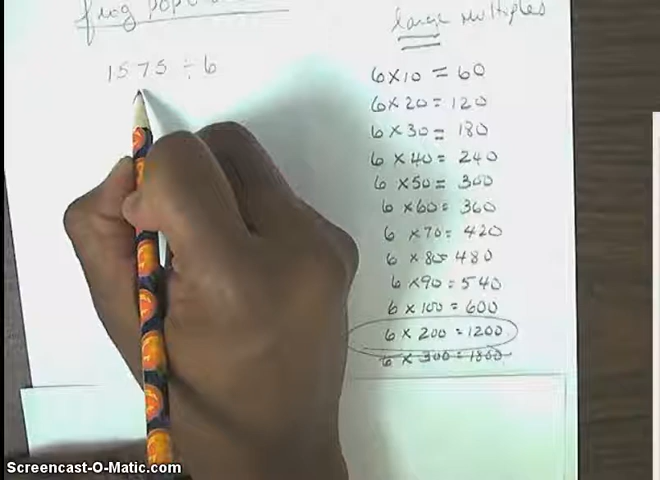 frog pop
1575 ÷ 6
large multiples
6 × 10 = 60
6 × 20 = 120
6 × 30 = 180
6 × 40 = 240
6 × 50 = 300
6 × 60 = 360
6 × 70 = 420
6 × 80 = 480
6 × 90 = 540
6 × 100 = 600
6 × 200 = 1200
6 × 300 = 1800
Screencast-O-Matic.com